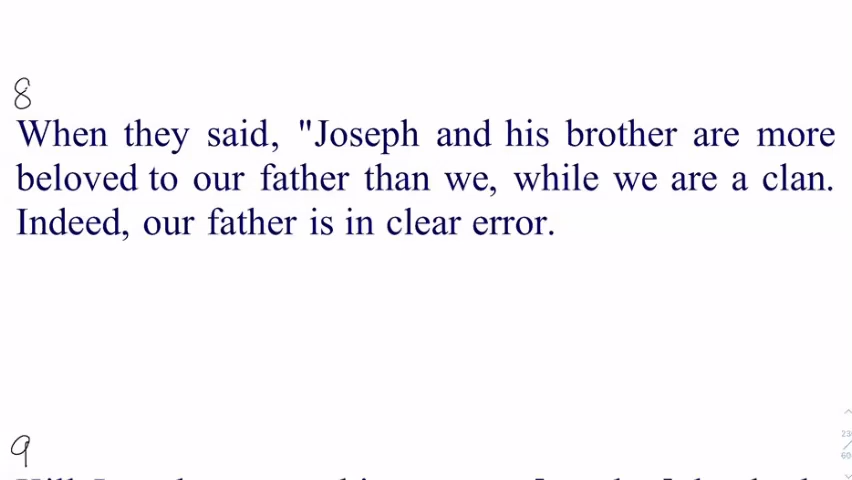 8
When they said, "Joseph and his brother are more
beloved to our father than we, while we are a clan.
Indeed, our father is in clear error.
9